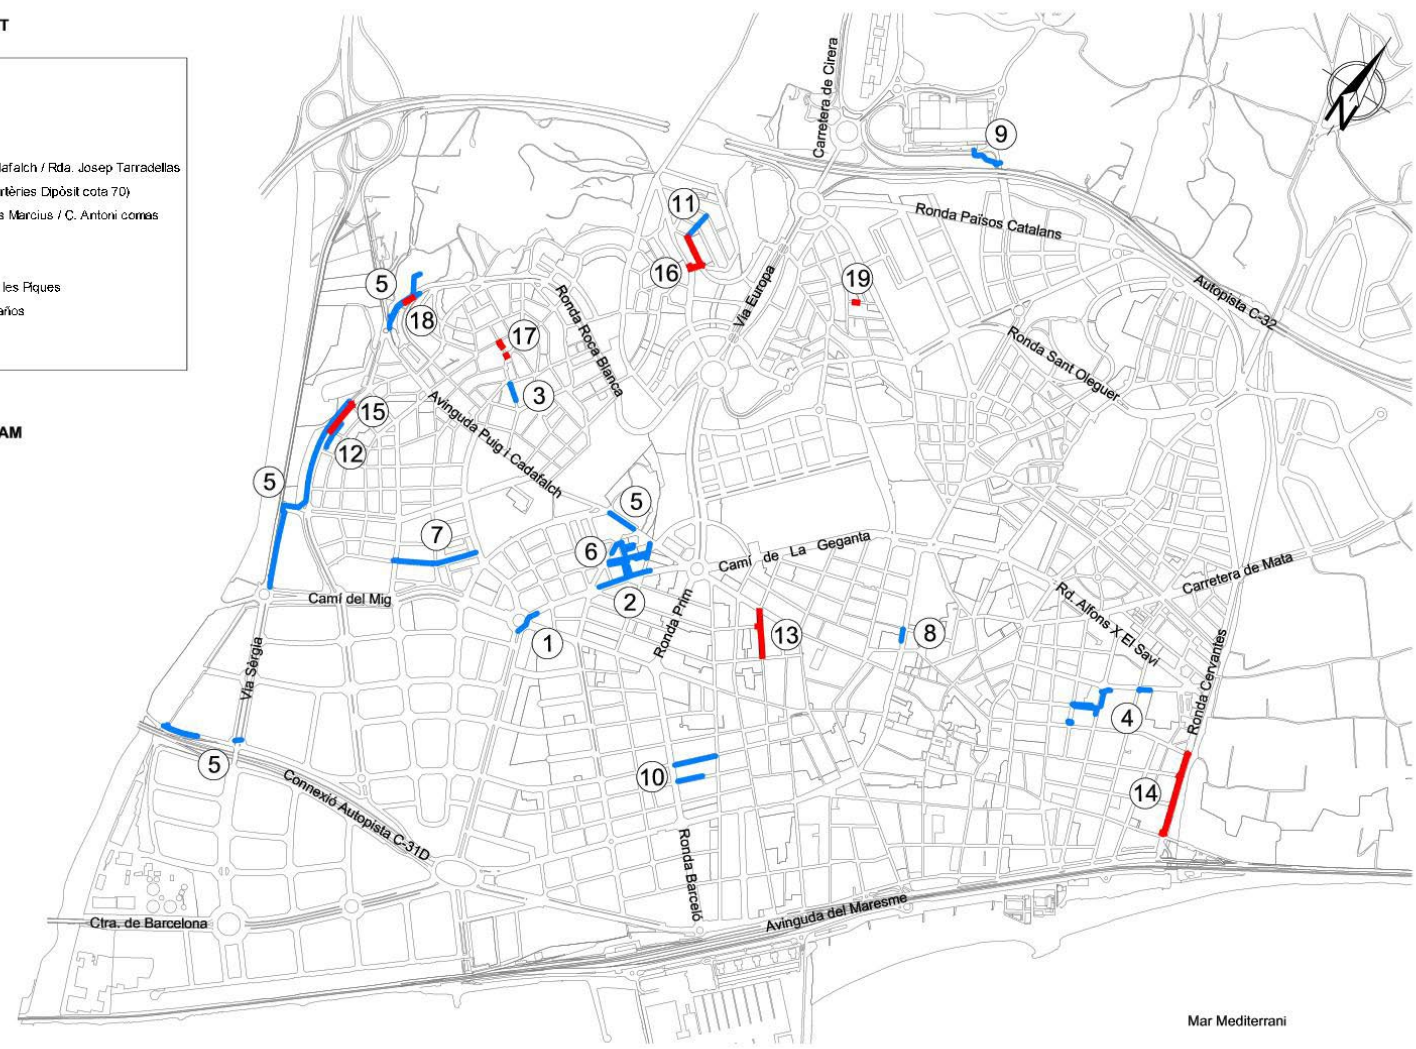 T
dafalch / Rda. Josep Tarradellas
rtèries Dipòsit cota 70)
s Marcius / C. Antoni comas
les Piques
años
AM
Carretera de Cirera
9
N
11
Ronda Països Catalans
16
5
Via Europa
19
Autopista C-32
18
Ronda Roca Blanca
17
Ronda Sant Oleguer
3
15
Avinguda Puig i Cadafalch
12
5
5
7
6
Camí de La Geganta
Carretera de Mata
2
Camí del Mig
Rd. Alfons X El Savi
Ronda Prim
1
13
8
Via Sèrgia
Ronda Cervantes
4
5
10
14
Connexió Autopista C-31D
Ronda Barceló
Ctra. de Barcelona
Avinguda del Maresme
Mar Mediterrani